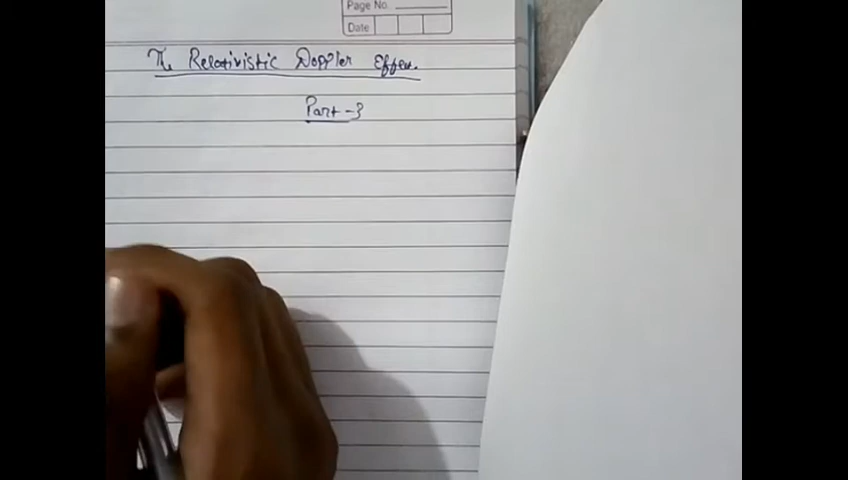 Page No.
Date
The Relativistic Doppler Effect.
Part-3